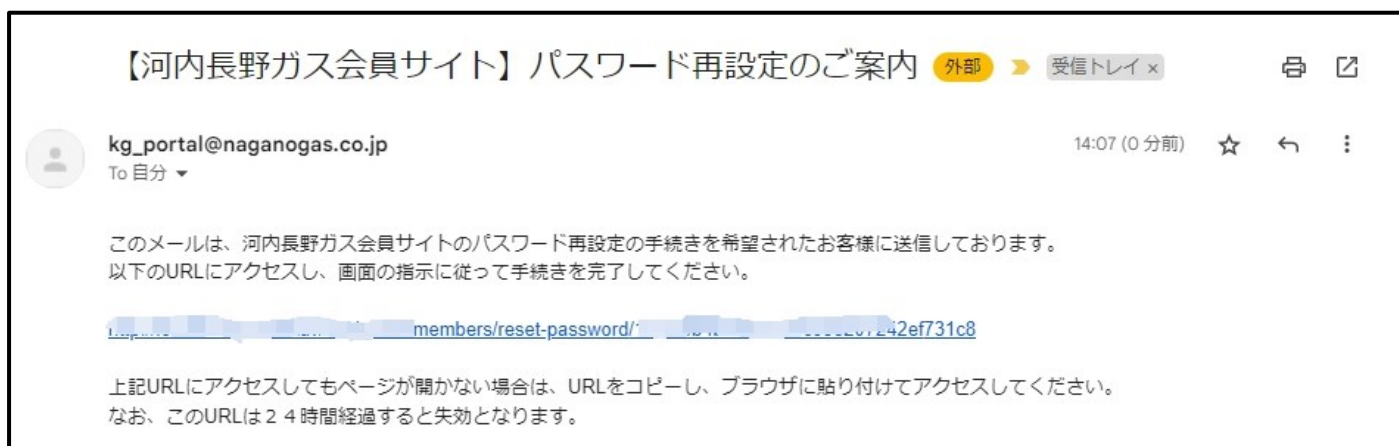 【河内長野ガス会員サイト】パスワード再設定のご案内 外部 受信トレイ ×
kg_portal@naganogas.co.jp 14:07 (0 分前)
To 自分
このメールは、河内長野ガス会員サイトのパスワード再設定の手続きを希望されたお客様に送信しております。
以下のURLにアクセスし、画面の指示に従って手続きを完了してください。
members/reset-password/ 42ef731c8
上記URLにアクセスしてもページが開かない場合は、URLをコピーし、ブラウザに貼り付けてアクセスしてください。
なお、このURLは２４時間経過すると失効となります。